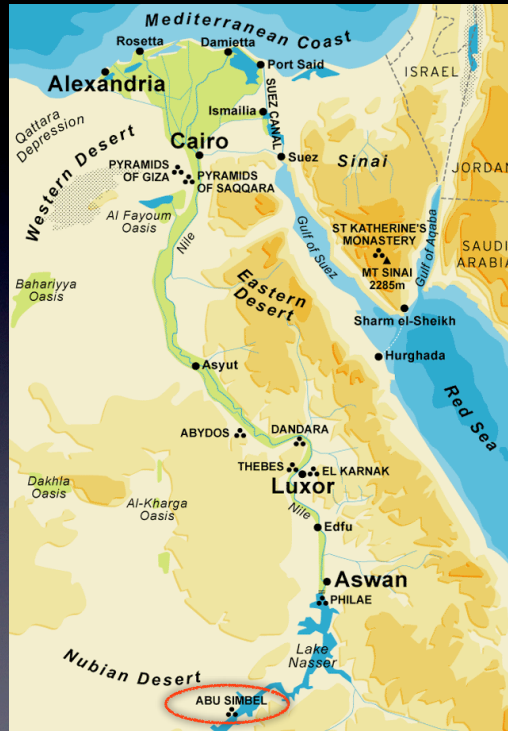 Mediterranean Coast
Rosetta
Damietta
Port Said
Alexandria
ISRAEL
Qattara
Depression
Ismailia
SUEZ CANAL
Cairo
Western Desert
PYRAMIDS
OF GIZA
PYRAMIDS
OF SAQQARA
Suez
Sinai
JORDAN
Al Fayoum
Oasis
Nile
Gulf of Suez
ST KATHERINE'S
MONASTERY
MT SINAI
2285m
Gulf of Aqaba
SAUDI
ARABIA
Bahariyya
Oasis
Eastern
Desert
Sharm el-Sheikh
Hurghada
Asyut
Red Sea
ABYDOS
DANDARA
THEBES
EL KARNAK
Luxor
Dakhla
Oasis
Al-Kharga
Oasis
Nile
Edfu
Aswan
PHILAE
Lake
Nasser
Nubian Desert
ABU SIMBEL